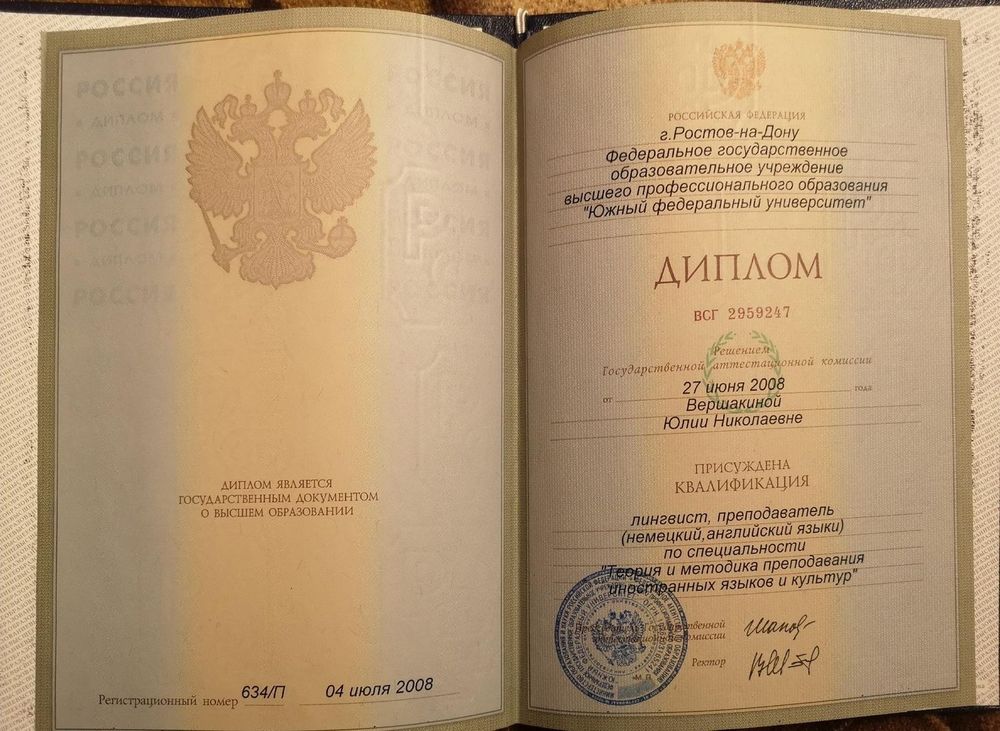 РОССИЯ
ДИПЛОМ
РОССИЯ
ДИПЛОМ
РОССИЯ
ДИПЛОМ
РОССИЯ
ДИПЛОМ ЯВЛЯЕТСЯ
ГОСУДАРСТВЕННЫМ ДОКУМЕНТОМ
О ВЫСШЕМ ОБРАЗОВАНИИ
Регистрационный номер 634/П 04 июля 2008
РОССИЙСКАЯ ФЕДЕРАЦИЯ
г.Ростов-на-Дону
Федеральное государственное
образовательное учреждение
высшего профессионального образования
"Южный федеральный университет"
ДИПЛОМ
ВСГ 2959247
Решением
Государственной аттестационной комиссии
от 27 июня 2008 года
Вершакиной
Юлии Николаевне
ПРИСУЖДЕНА
КВАЛИФИКАЦИЯ
лингвист, преподаватель
(немецкий,английский языки)
по специальности
"Теория и методика преподавания
иностранных языков и культур"
Государственной
аттестационной комиссии
Ректор
М.П.